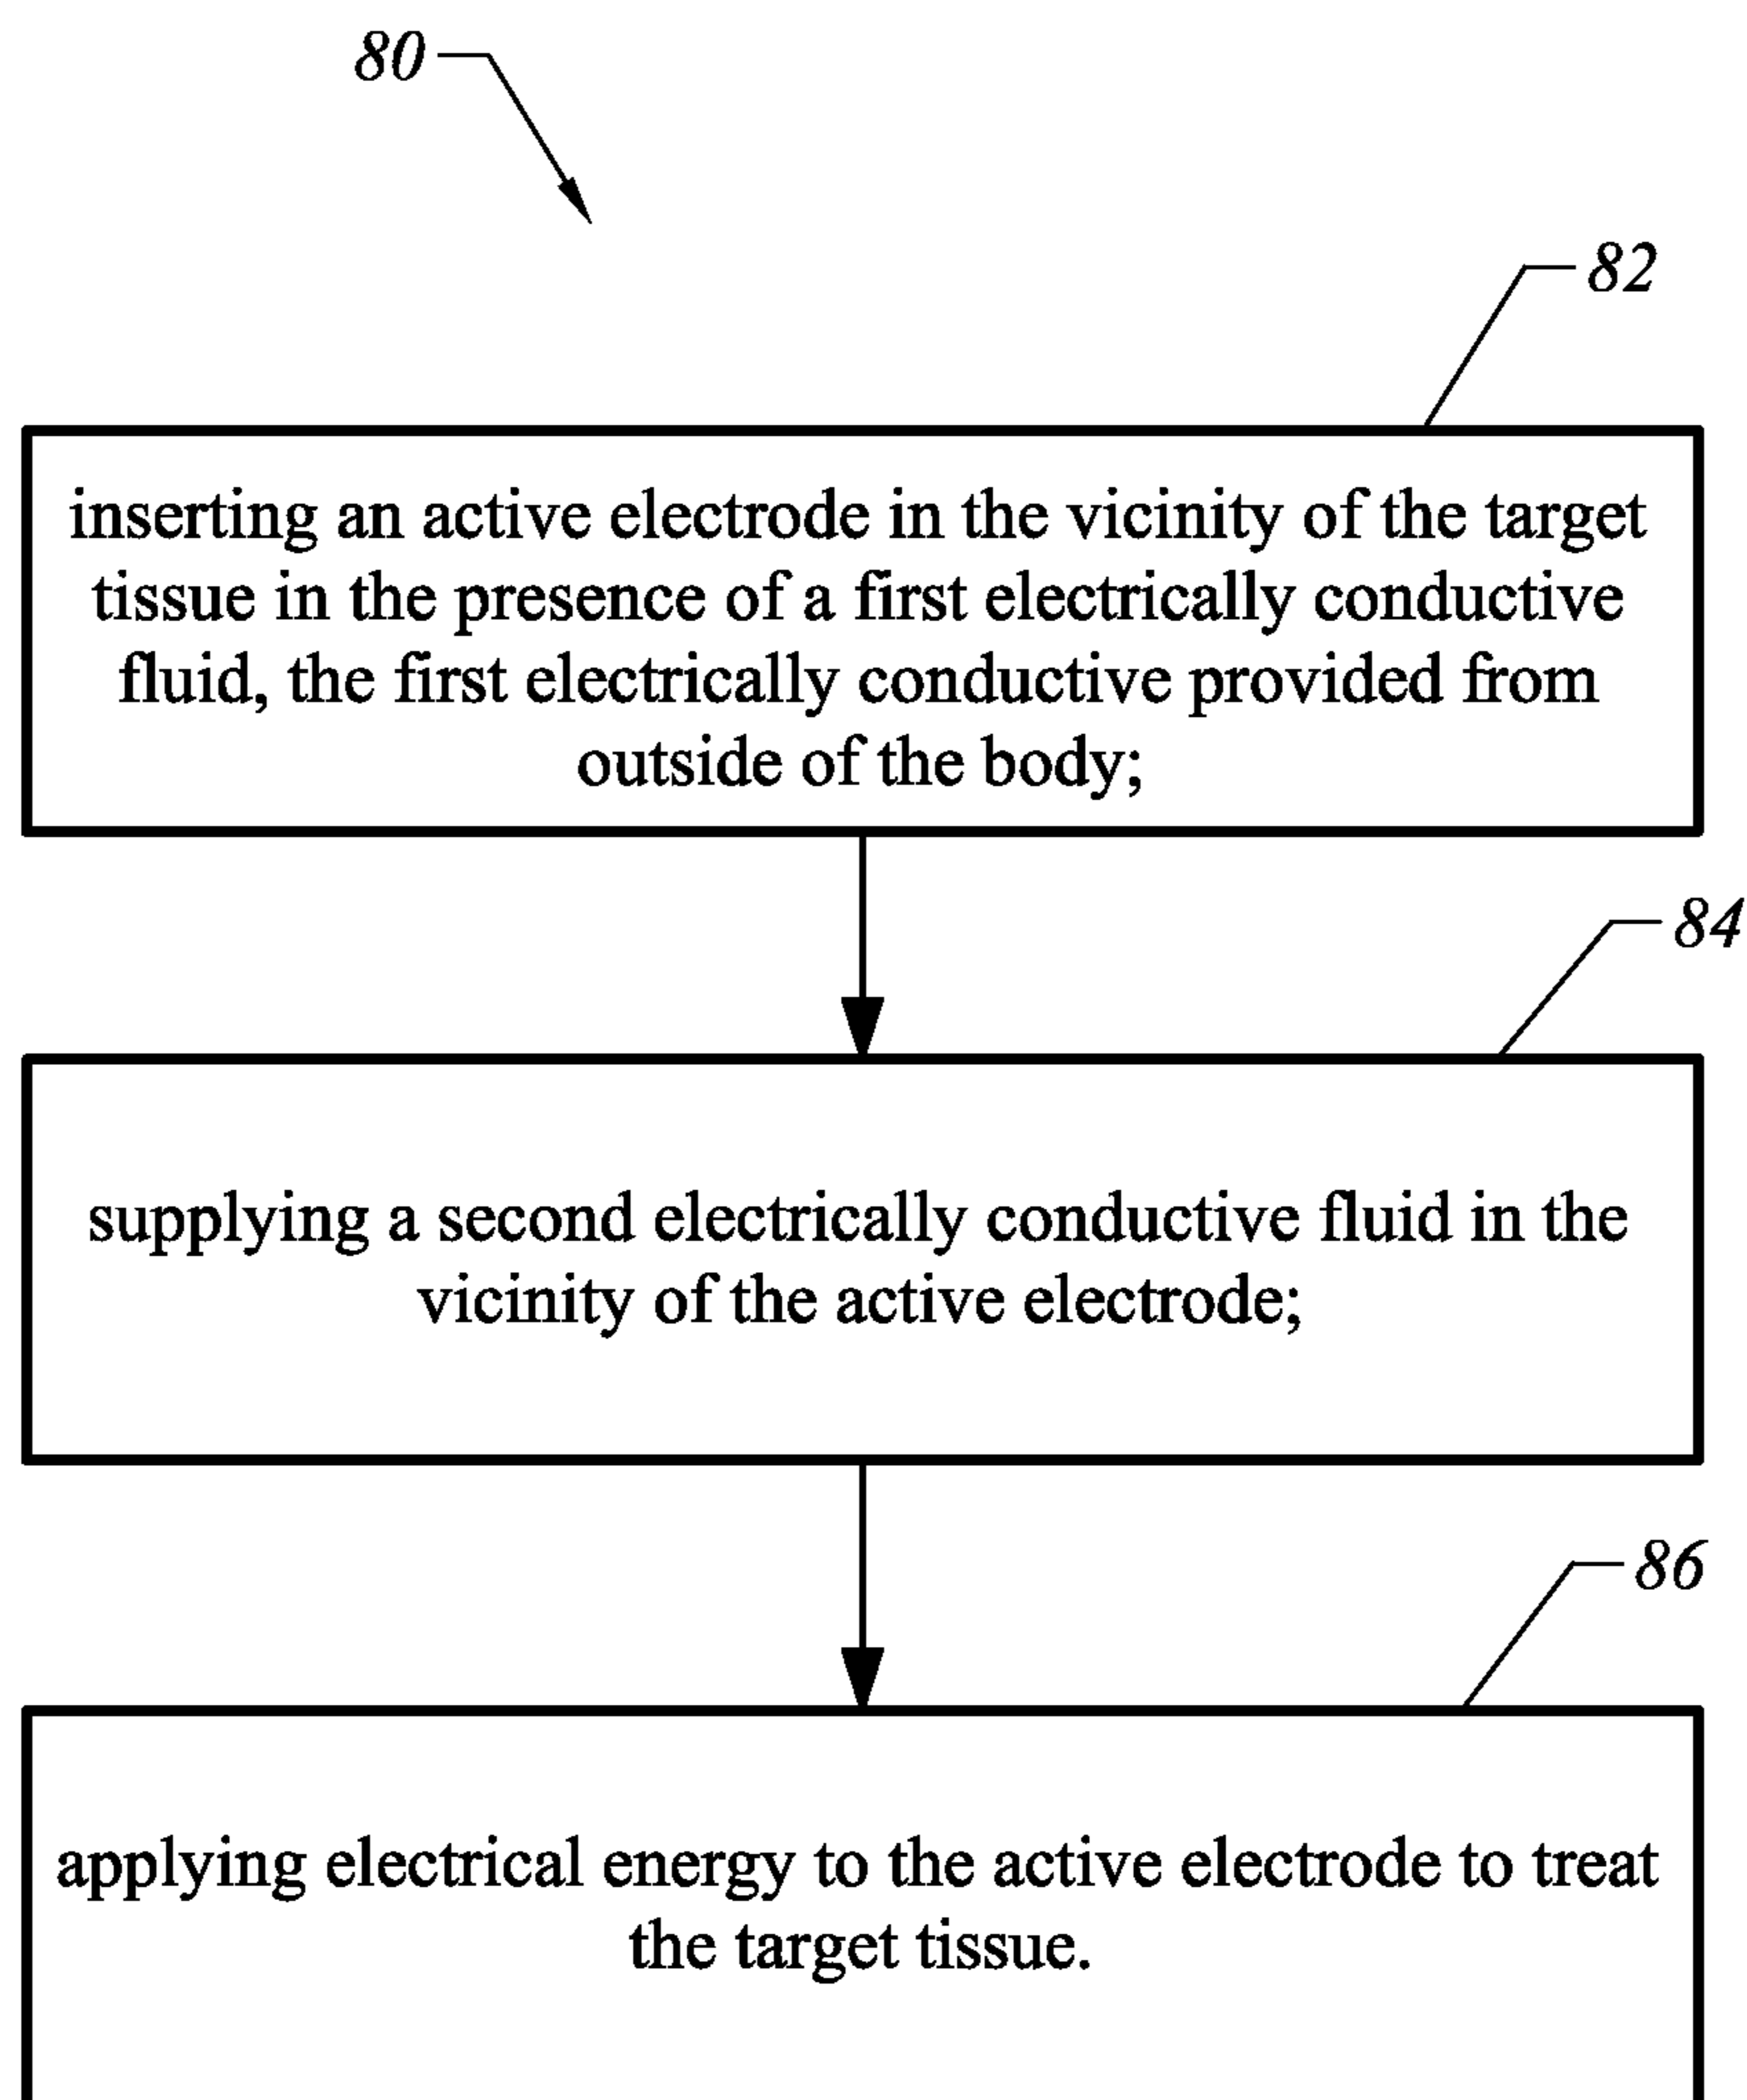 80
82
inserting an active electrode in the vicinity of the target
tissue in the presence of a first electrically conductive
fluid, the first electrically conductive provided from
outside of the body;
84
supplying a second electrically conductive fluid in the
vicinity of the active electrode;
86
applying electrical energy to the active electrode to treat
the target tissue.